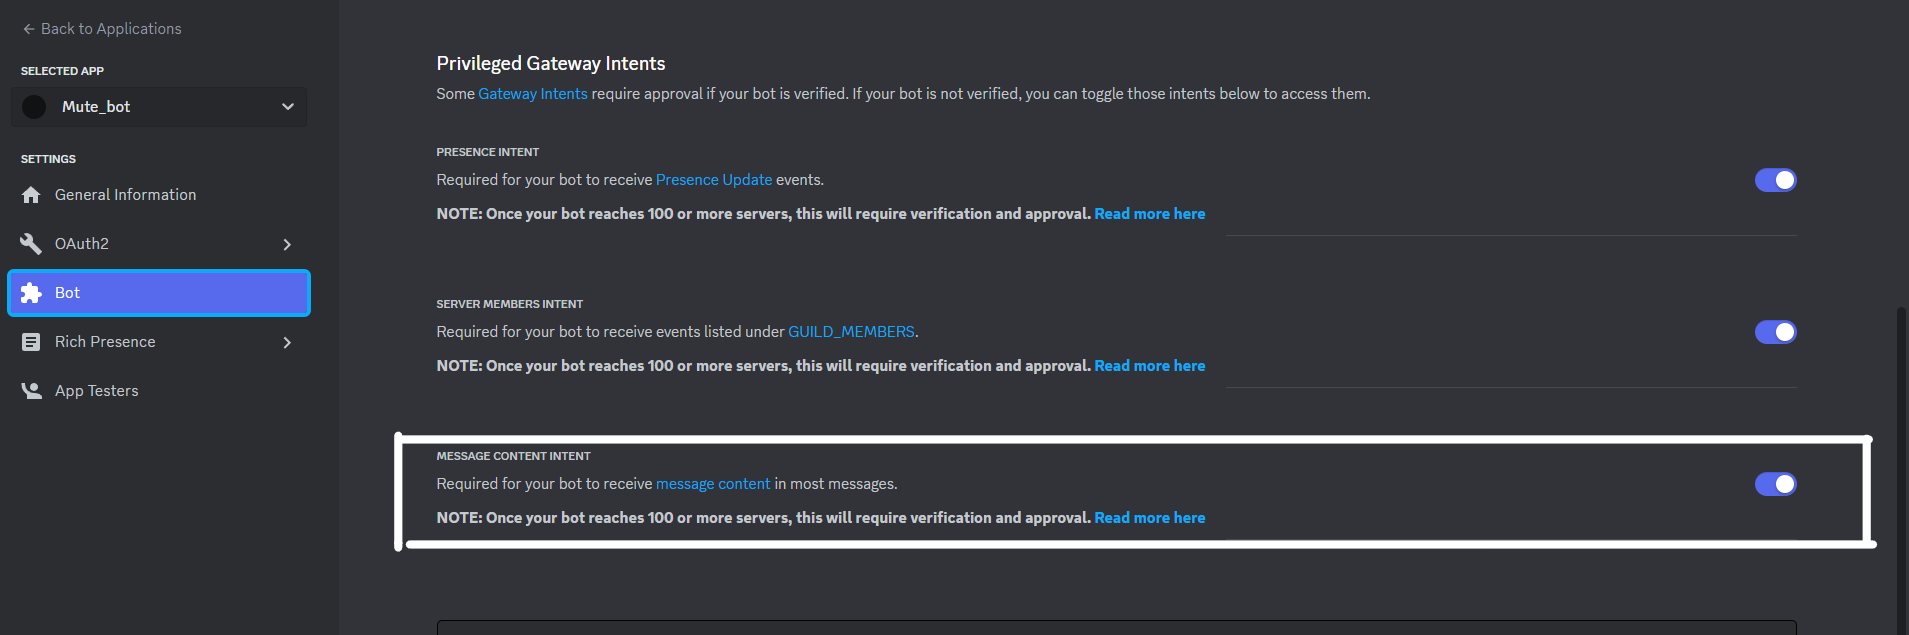 Back to Applications
SELECTED APP
Mute_bot
SETTINGS
General Information
OAuth2
Bot
Rich Presence
App Testers
Privileged Gateway Intents
Some Gateway Intents require approval if your bot is verified. If your bot is not verified, you can toggle those intents below to access them.
PRESENCE INTENT
Required for your bot to receive Presence Update events.
NOTE: Once your bot reaches 100 or more servers, this will require verification and approval. Read more here
SERVER MEMBERS INTENT
Required for your bot to receive events listed under GUILD_MEMBERS.
NOTE: Once your bot reaches 100 or more servers, this will require verification and approval. Read more here
MESSAGE CONTENT INTENT
Required for your bot to receive message content in most messages.
NOTE: Once your bot reaches 100 or more servers, this will require verification and approval. Read more here